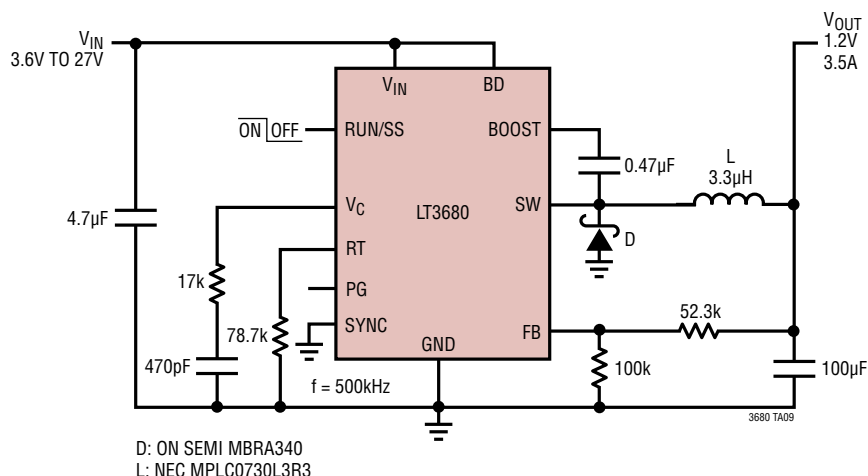 VIN
3.6V TO 27V
VOUT
1.2V
3.5A
VIN
BD
ON OFF
RUN/SS
BOOST
0.47µF
L
3.3µH
4.7µF
VC
LT3680
SW
D
RT
17k
PG
52.3k
78.7k
SYNC
FB
GND
470pF
f = 500kHz
100k
100µF
3680 TA09
D: ON SEMI MBRA340
L: NEC MPLC0730L3R3